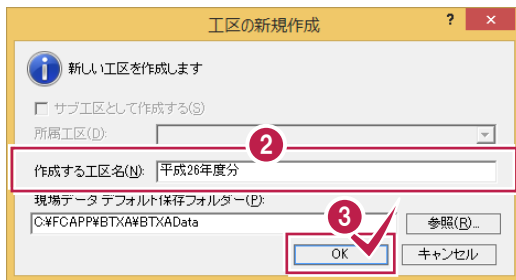 工区の新規作成 ? ×
新しい工区を作成します
サブ工区として作成する(S)
所属工区(D):
2
作成する工区名(N): 平成26年度分
現場データ デフォルト保存フォルダー(P):
3
C:¥FCAPP¥BTXA¥BTXAData 参照(R)...
OK キャンセル